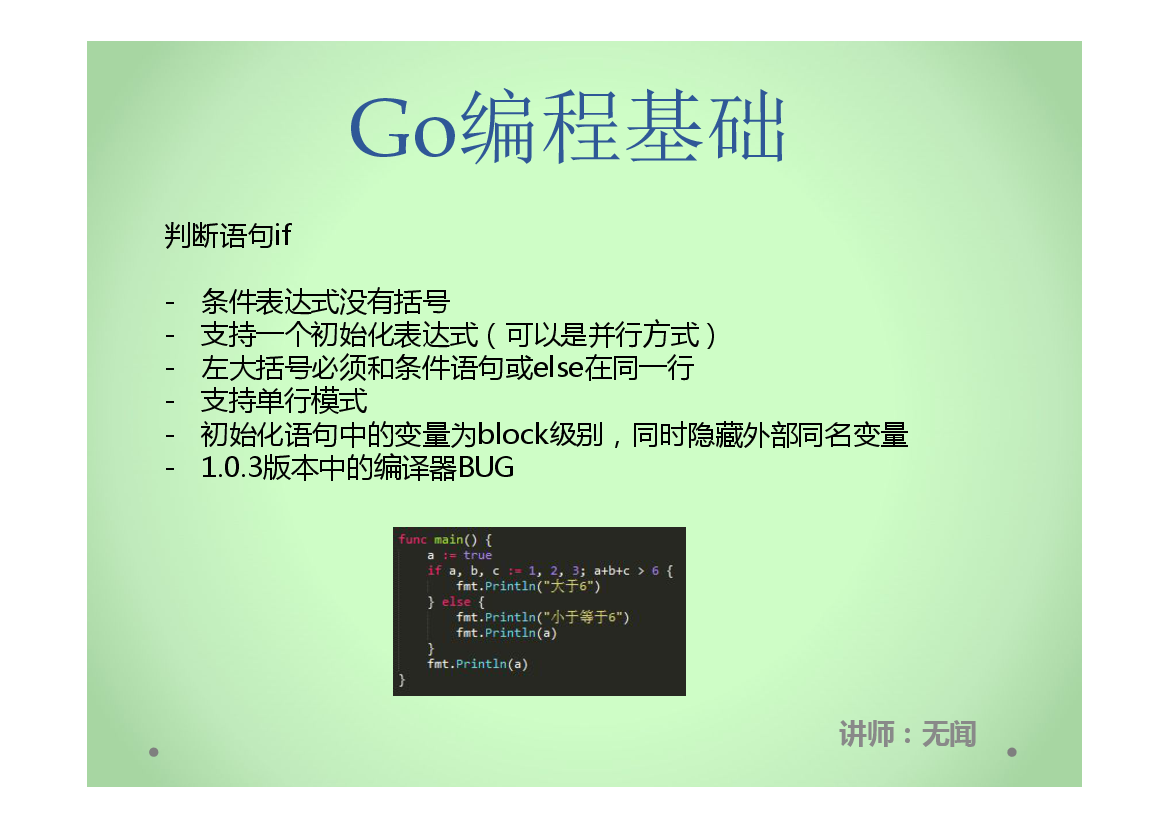 Go编程基础
判断语句if
- 条件表达式没有括号
- 支持一个初始化表达式（可以是并行方式）
- 左大括号必须和条件语句或else在同一行
- 支持单行模式
- 初始化语句中的变量为block级别，同时隐藏外部同名变量
- 1.0.3版本中的编译器BUG
func main() {
    a := true
    if a, b, c := 1, 2, 3; a+b+c > 6 {
        fmt.Println("大于6")
    } else {
        fmt.Println("小于等于6")
        fmt.Println(a)
    }
    fmt.Println(a)
}
讲师：无闻